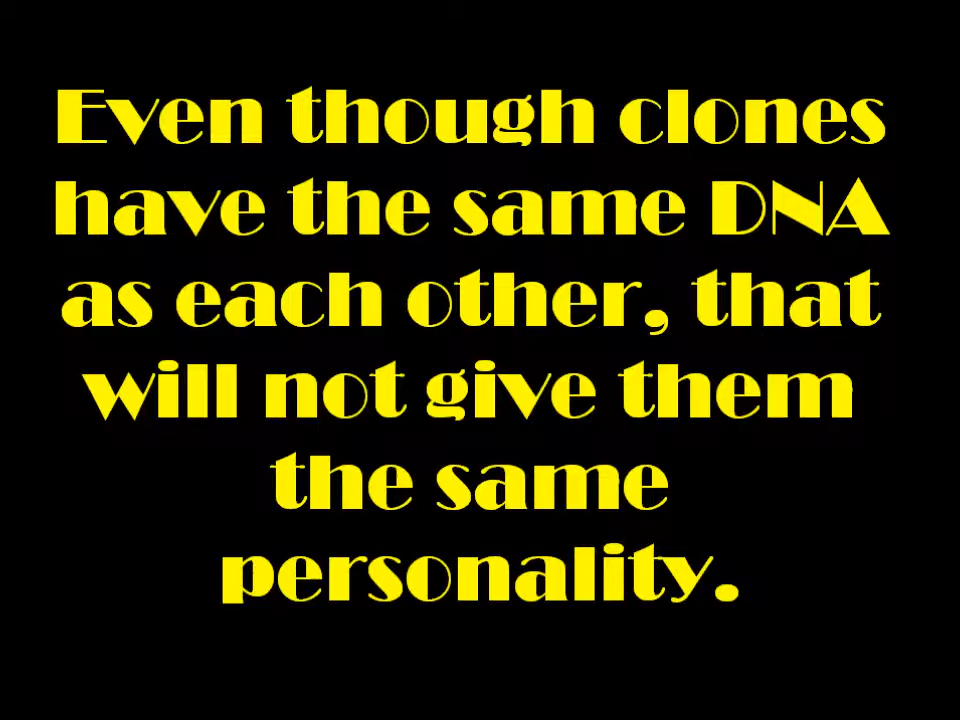 Even though clones
have the same DNA
as each other, that
will not give them
the same
personality.